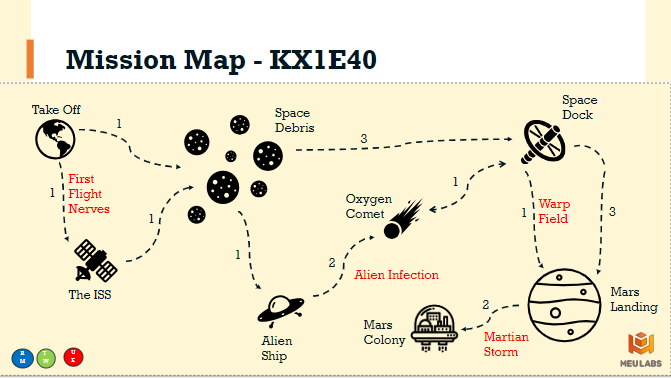 Mission Map - KX1E40
Take Off
1
Space
Debris
3
Space
Dock
1
First
Flight
Nerves
1
Oxygen
Comet
1
1
Warp
Field
3
The ISS
1
2
Alien Infection
Alien
Ship
Mars
Colony
2
Martian
Storm
Mars
Landing
R
M
T
W
U
K
MEU LABS